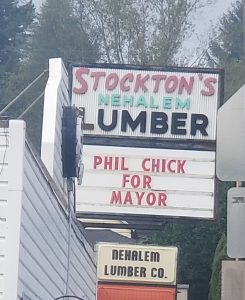 STOCKTON'S
NEHALEM
LUMBER
PHIL CHICK
FOR
MAYOR
NEHALEM
LUMBER CO.